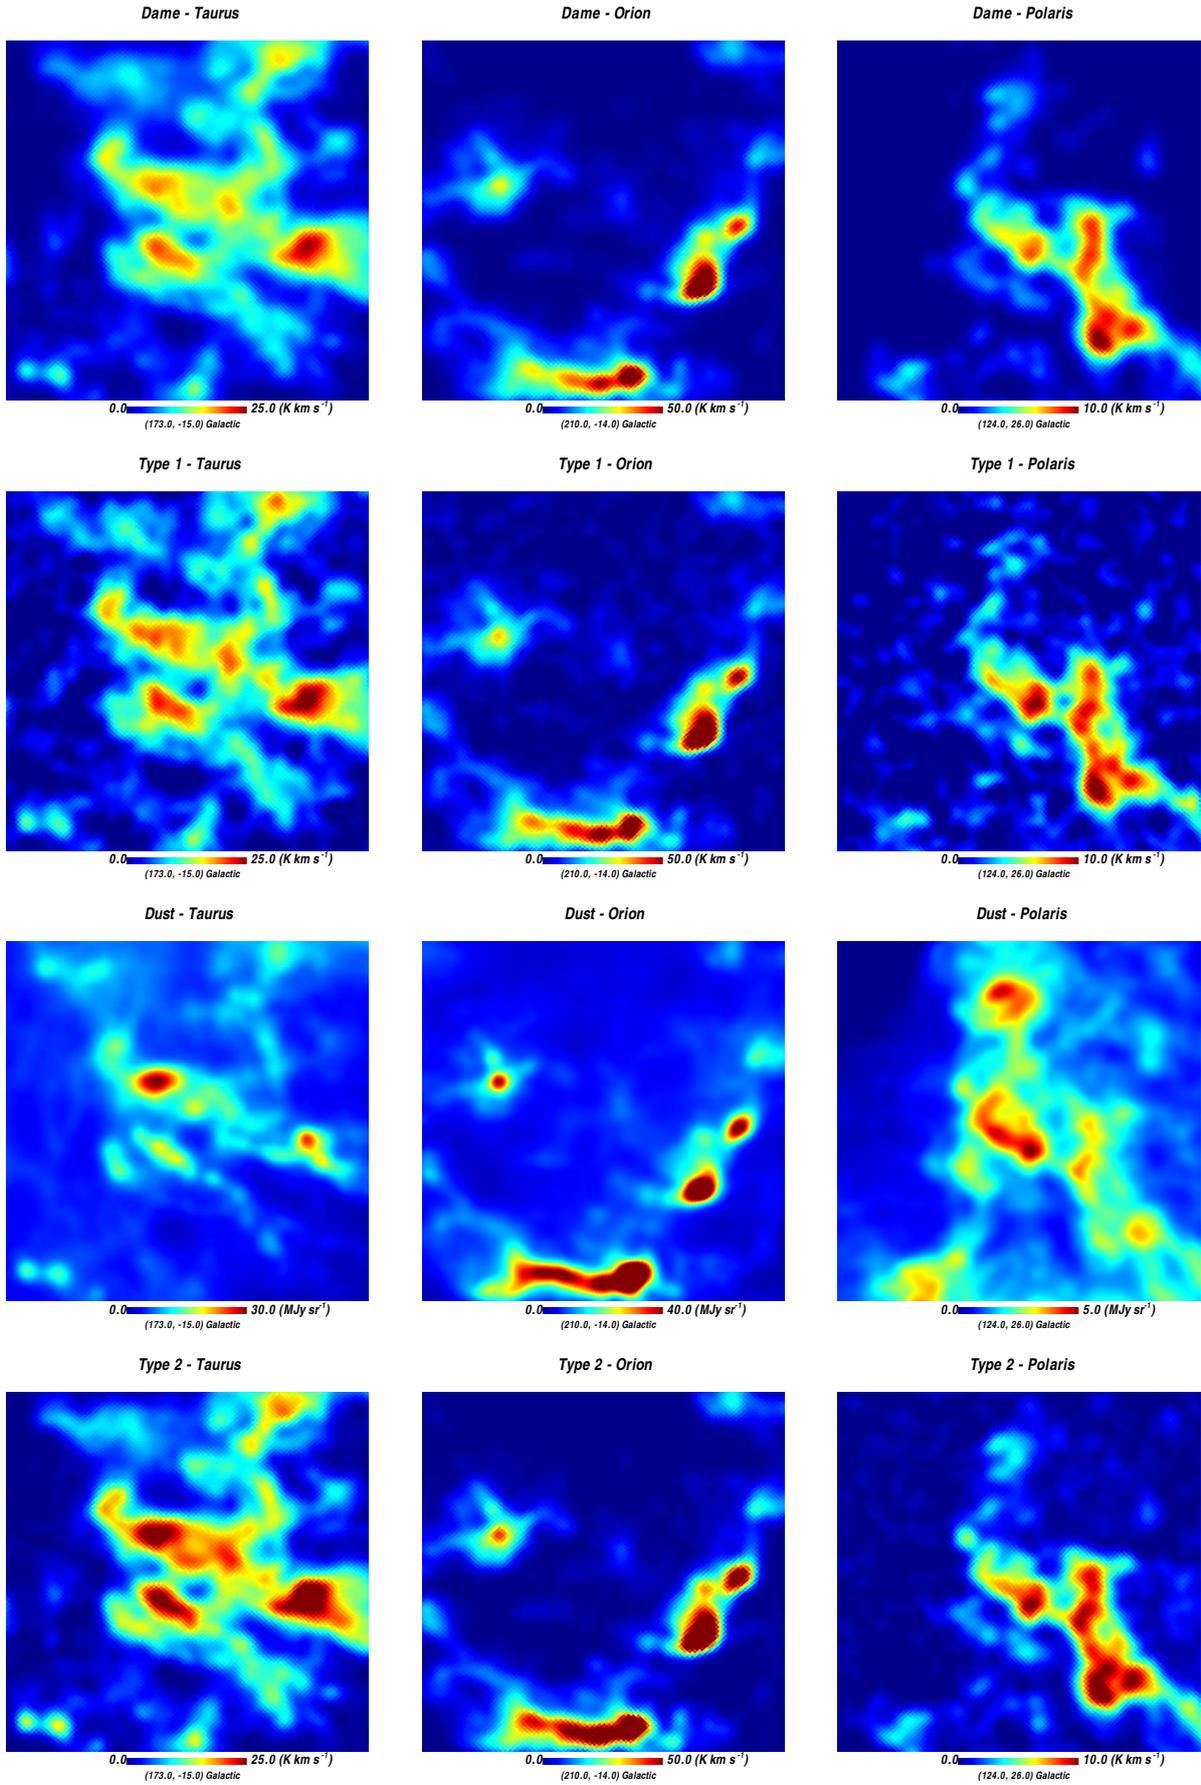 Dame - Taurus
Dame - Orion
Dame - Polaris
0.0 25.0 (K km s-1)
0.0 50.0 (K km s-1)
0.0 10.0 (K km s-1)
(173.0, -15.0) Galactic
(210.0, -14.0) Galactic
(124.0, 26.0) Galactic
Type 1 - Taurus
Type 1 - Orion
Type 1 - Polaris
0.0 25.0 (K km s-1)
0.0 50.0 (K km s-1)
0.0 10.0 (K km s-1)
(173.0, -15.0) Galactic
(210.0, -14.0) Galactic
(124.0, 26.0) Galactic
Dust - Taurus
Dust - Orion
Dust - Polaris
0.0 30.0 (MJy sr-1)
0.0 40.0 (MJy sr-1)
0.0 5.0 (MJy sr-1)
(173.0, -15.0) Galactic
(210.0, -14.0) Galactic
(124.0, 26.0) Galactic
Type 2 - Taurus
Type 2 - Orion
Type 2 - Polaris
0.0 25.0 (K km s-1)
0.0 50.0 (K km s-1)
0.0 10.0 (K km s-1)
(173.0, -15.0) Galactic
(210.0, -14.0) Galactic
(124.0, 26.0) Galactic